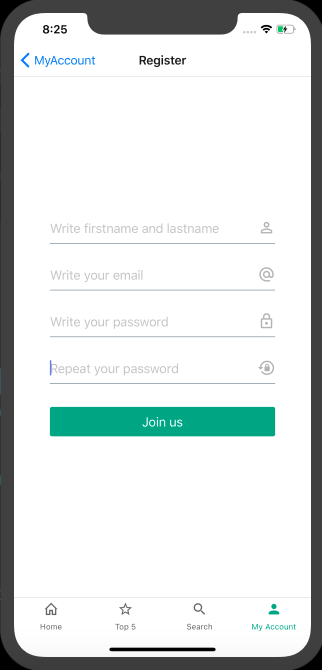 8:25
MyAccount
Register
Write firstname and lastname
Write your email
Write your password
Repeat your password
Join us
Home
Top 5
Search
My Account